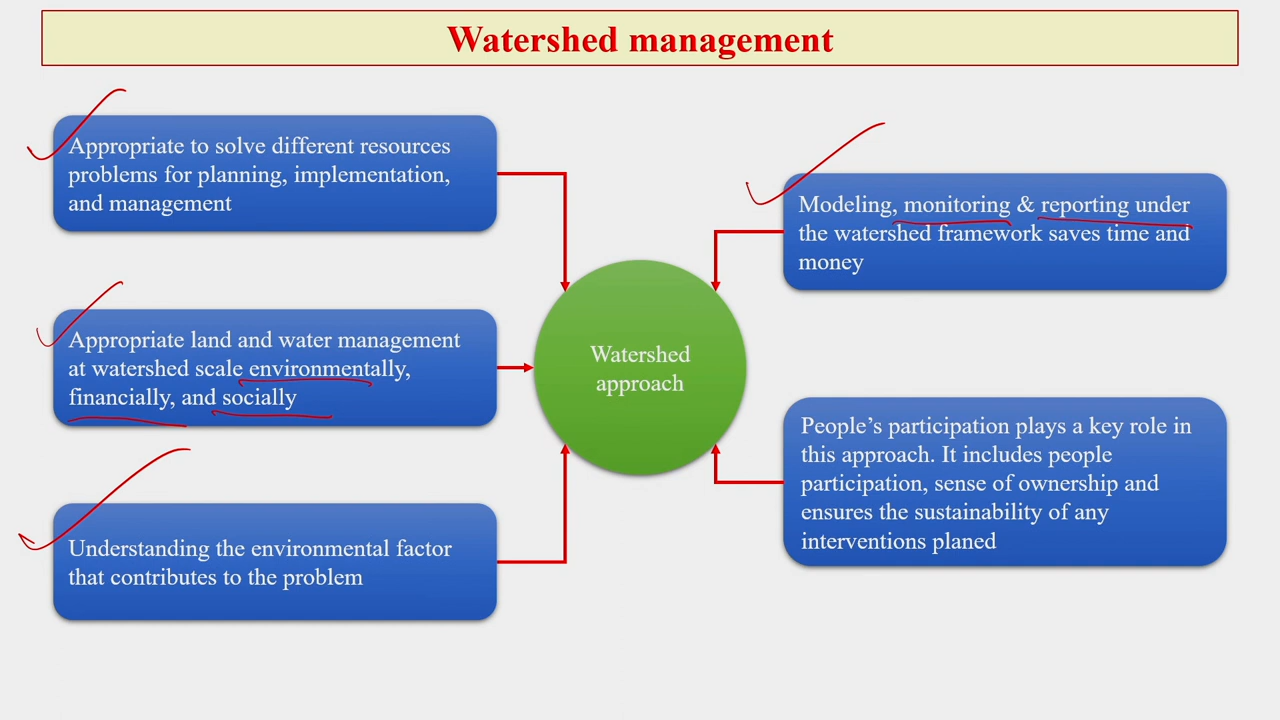 Watershed management
Appropriate to solve different resources
problems for planning, implementation,
and management
Appropriate land and water management
at watershed scale environmentally,
financially, and socially
Understanding the environmental factor
that contributes to the problem
Watershed
approach
Modeling, monitoring & reporting under
the watershed framework saves time and
money
People’s participation plays a key role in
this approach. It includes people
participation, sense of ownership and
ensures the sustainability of any
interventions planed